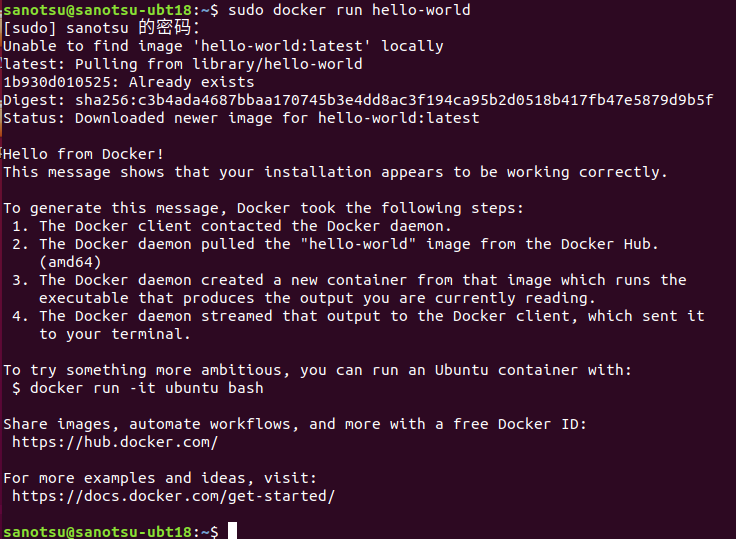 sanotsu@sanotsu-ubt18:~$ sudo docker run hello-world
[sudo] sanotsu 的密码：
Unable to find image 'hello-world:latest' locally
latest: Pulling from library/hello-world
1b930d010525: Already exists
Digest: sha256:c3b4ada4687bbaa170745b3e4dd8ac3f194ca95b2d0518b417fb47e5879d9b5f
Status: Downloaded newer image for hello-world:latest

Hello from Docker!
This message shows that your installation appears to be working correctly.

To generate this message, Docker took the following steps:
 1. The Docker client contacted the Docker daemon.
 2. The Docker daemon pulled the "hello-world" image from the Docker Hub.
    (amd64)
 3. The Docker daemon created a new container from that image which runs the
    executable that produces the output you are currently reading.
 4. The Docker daemon streamed that output to the Docker client, which sent it
    to your terminal.

To try something more ambitious, you can run an Ubuntu container with:
 $ docker run -it ubuntu bash

Share images, automate workflows, and more with a free Docker ID:
 https://hub.docker.com/

For more examples and ideas, visit:
 https://docs.docker.com/get-started/

sanotsu@sanotsu-ubt18:~$